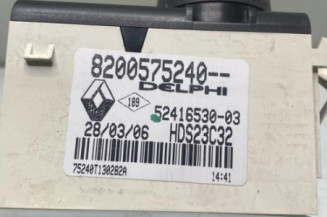 8200575240--
DELPHI
189
52416530-03
28/03/06 HDS23C32
75240T130282A 14:41